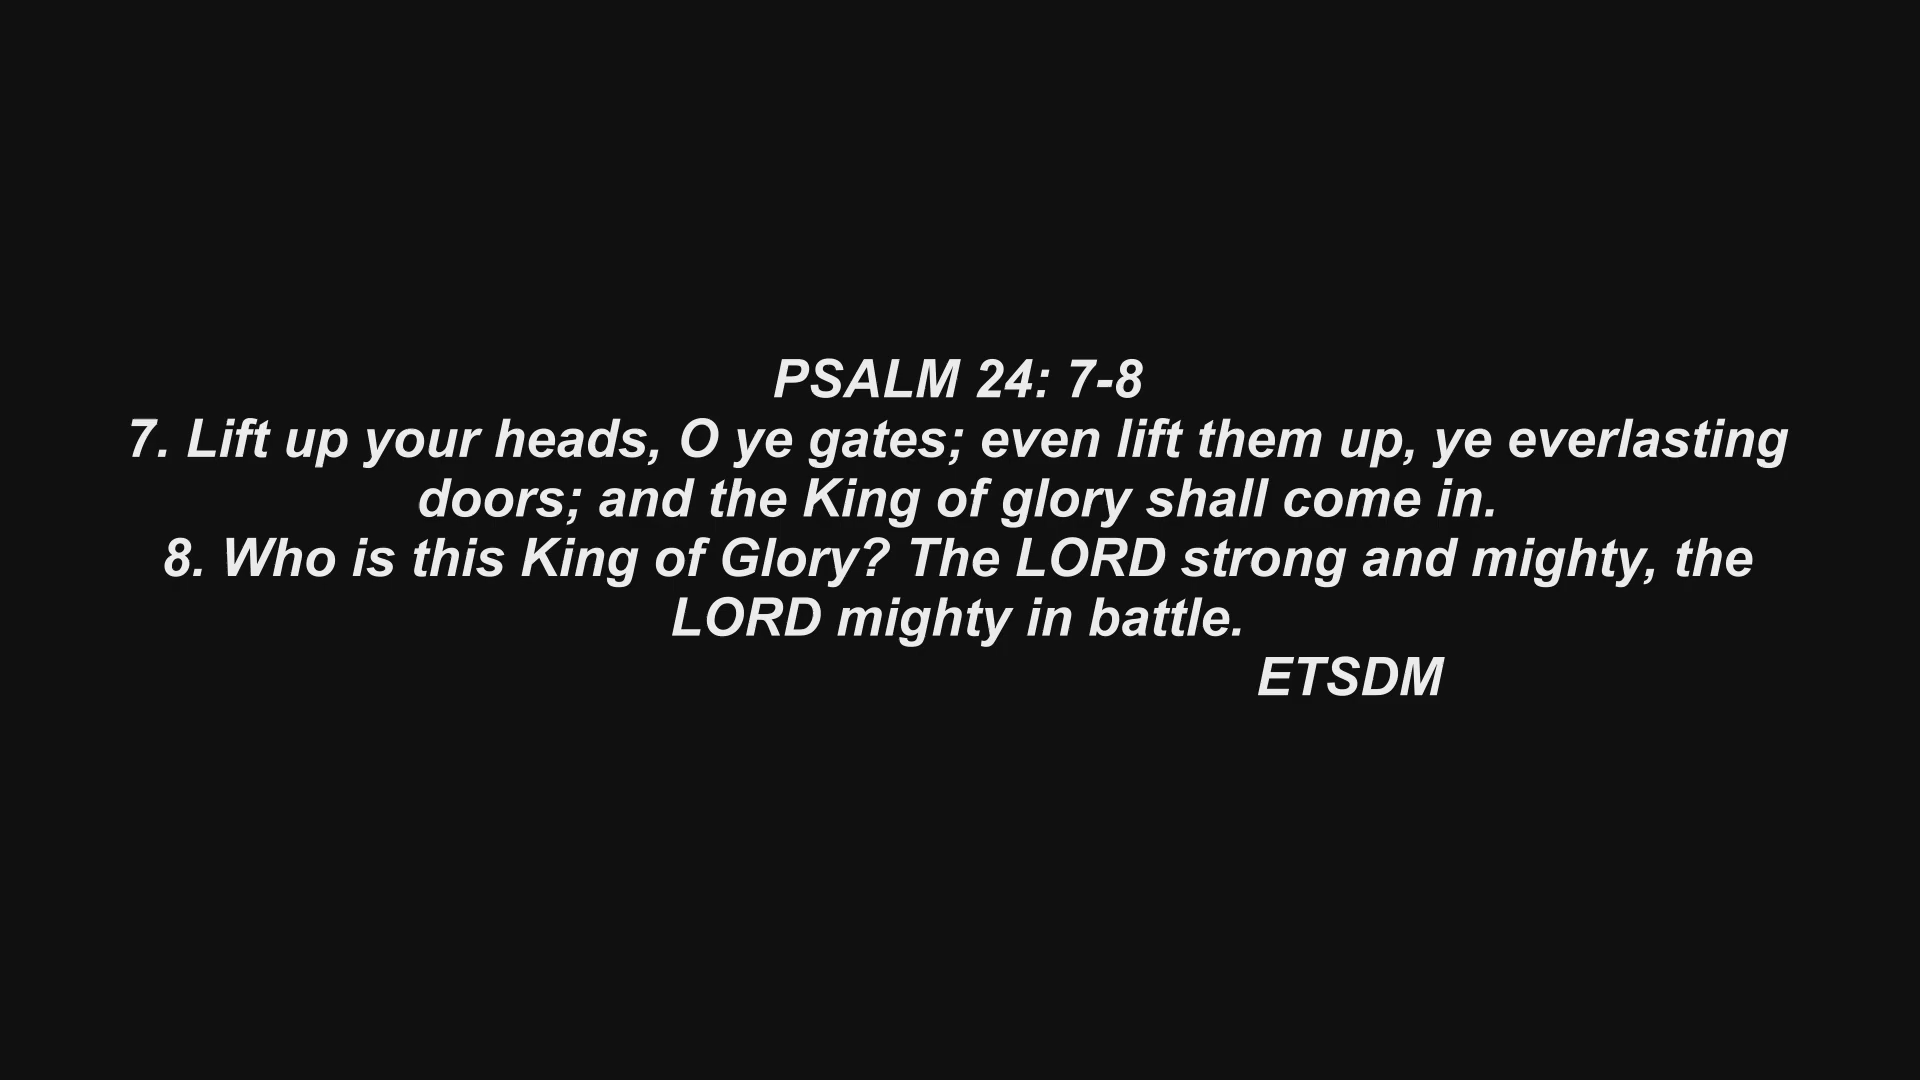 PSALM 24: 7-8
7. Lift up your heads, O ye gates; even lift them up, ye everlasting
doors; and the King of glory shall come in.
8. Who is this King of Glory? The LORD strong and mighty, the
LORD mighty in battle.
ETSDM